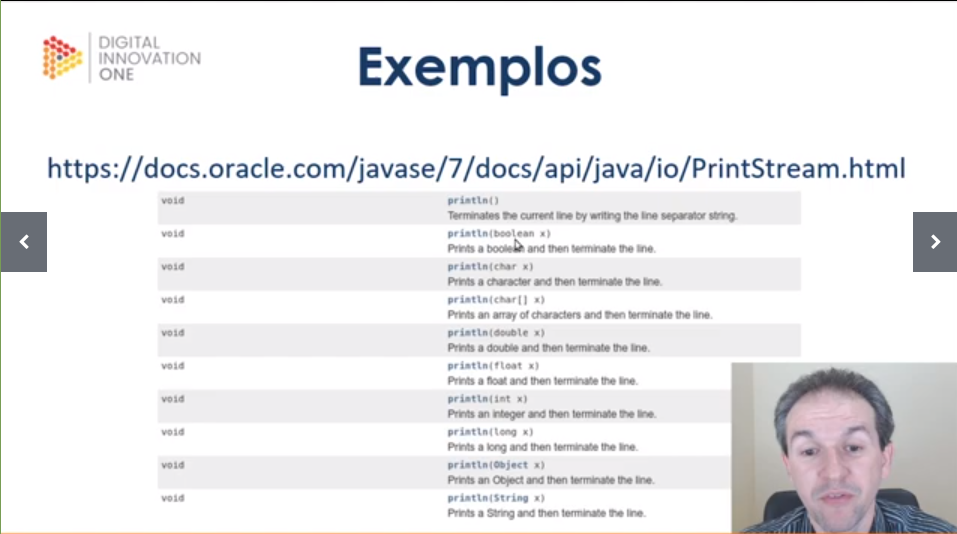 DIGITAL
INNOVATION
ONE
Exemplos
https://docs.oracle.com/javase/7/docs/api/java/io/PrintStream.html
void println()
Terminates the current line by writing the line separator string.
void println(boolean x)
Prints a boolean and then terminate the line.
void println(char x)
Prints a character and then terminate the line.
void println(char[] x)
Prints an array of characters and then terminate the line.
void println(double x)
Prints a double and then terminate the line.
void println(float x)
Prints a float and then terminate the line.
void println(int x)
Prints an integer and then terminate the line.
void println(long x)
Prints a long and then terminate the line.
void println(Object x)
Prints an Object and then terminate the line.
void println(String x)
Prints a String and then terminate the line.